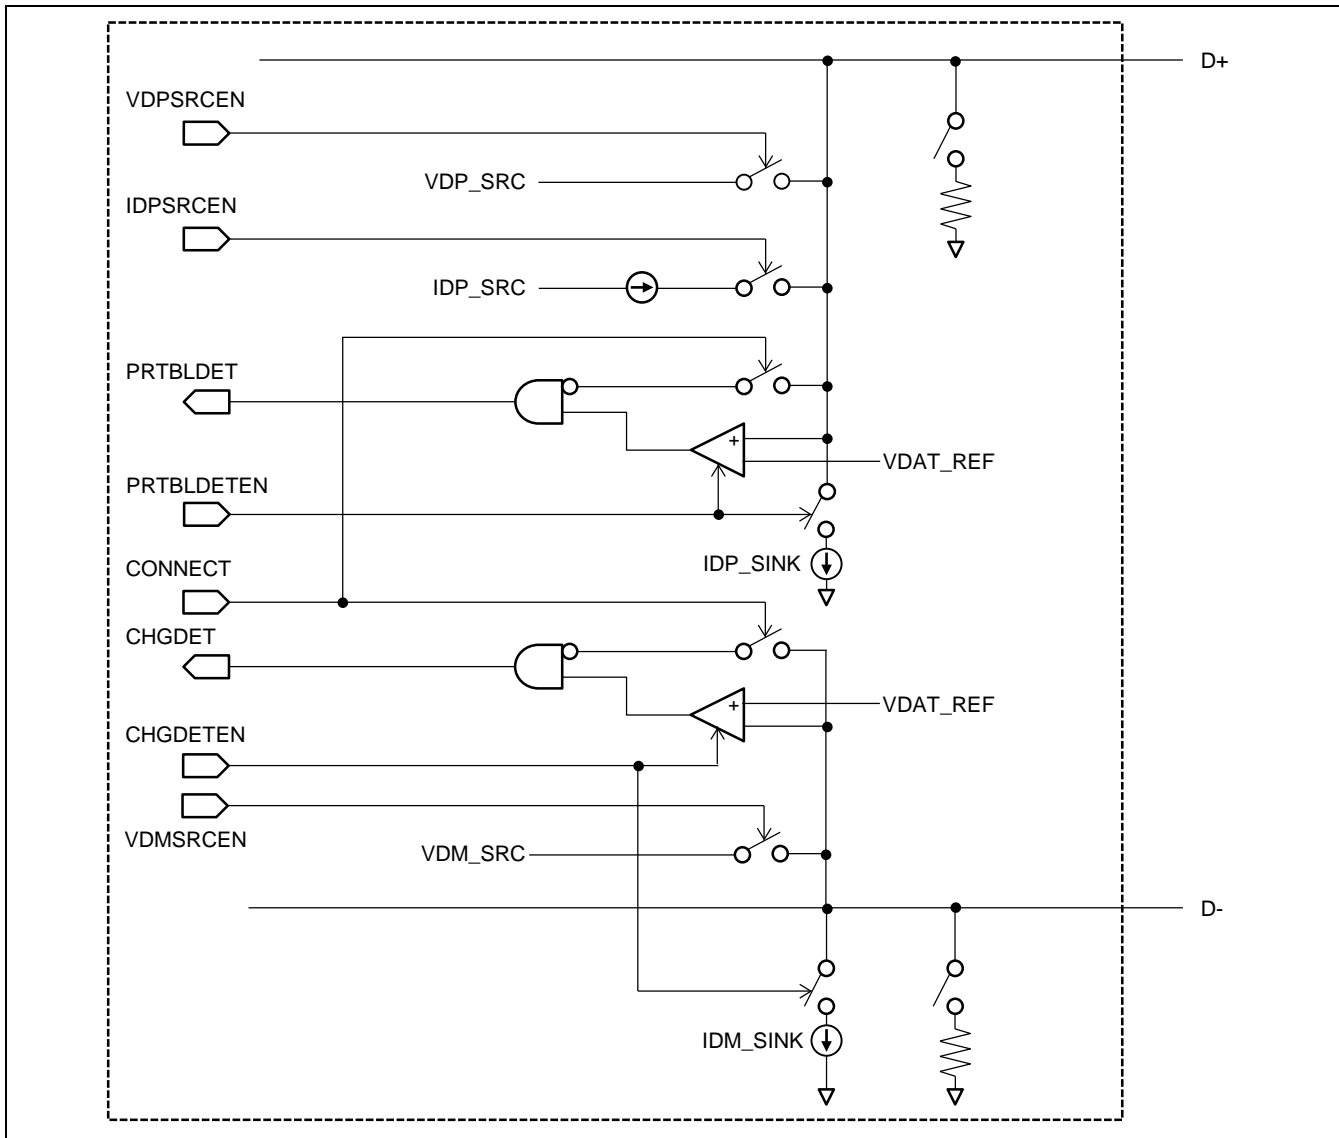 D+
VDPSRCEN
VDP_SRC
IDPSRCEN
IDP_SRC
PRTBLDET
+
VDAT_REF
PRTBLDETEN
IDP_SINK
CONNECT
CHGDET
+
VDAT_REF
CHGDETEN
VDMSRCEN
VDM_SRC
D-
IDM_SINK